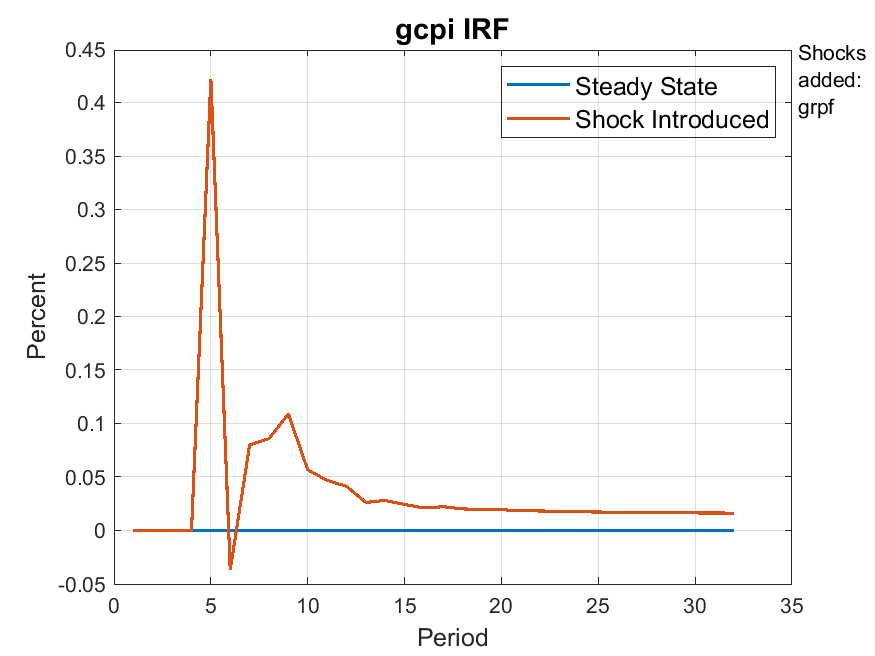 gcpi IRF
Shocks
added:
grpf
Steady State
Shock Introduced
Percent
0.45
0.4
0.35
0.3
0.25
0.2
0.15
0.1
0.05
0
-0.05
0 5 10 15 20 25 30 35
Period